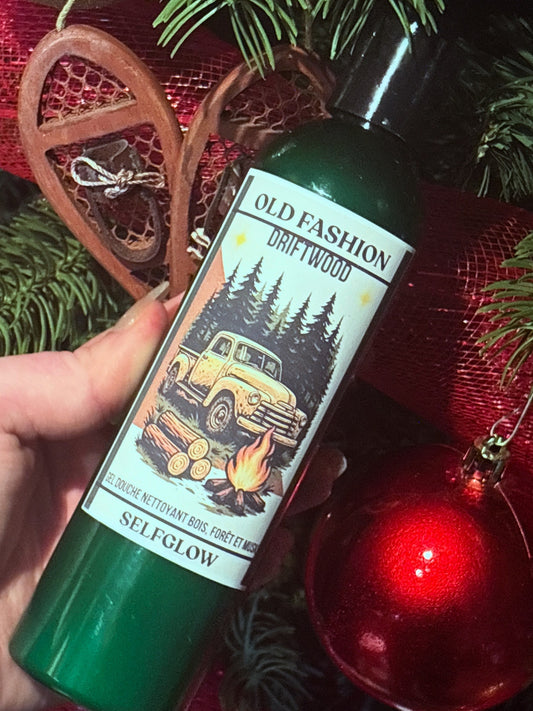 OLD FASHION
DRIFTWOOD
GEL DOUCHE NETTOYANT BOIS, FORÊT ET
SELFGLOW